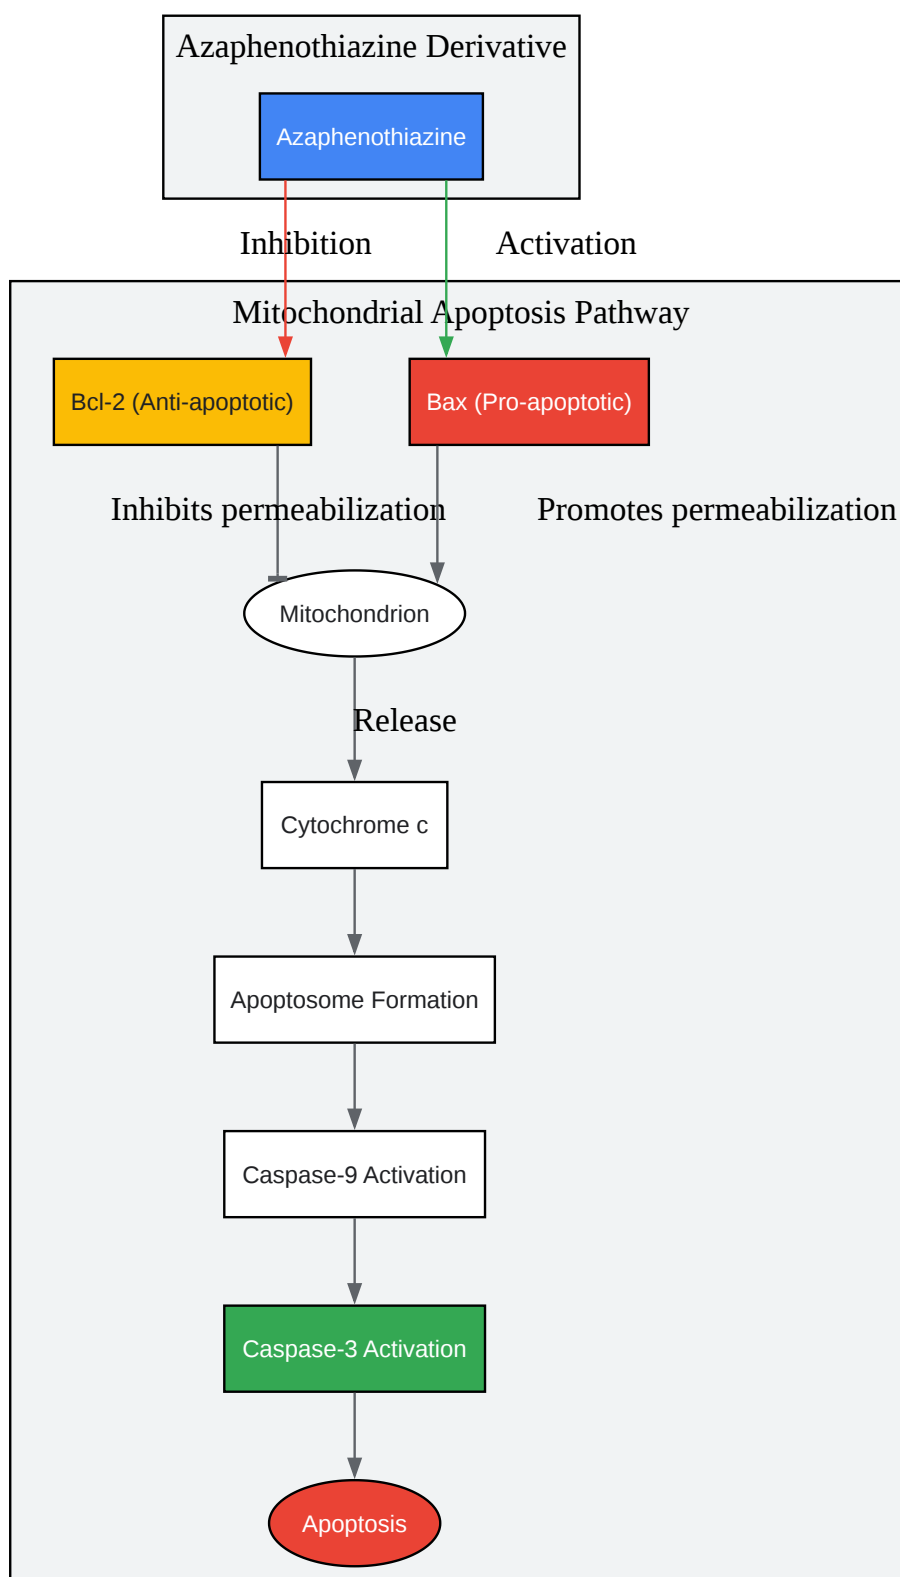 Azaphenothiazine Derivative
Azaphenothiazine
Inhibition
Activation
Mitochondrial Apoptosis Pathway
Bcl-2 (Anti-apoptotic)
Bax (Pro-apoptotic)
Inhibits permeabilization
Promotes permeabilization
Mitochondrion
Release
Cytochrome c
Apoptosome Formation
Caspase-9 Activation
Caspase-3 Activation
Apoptosis